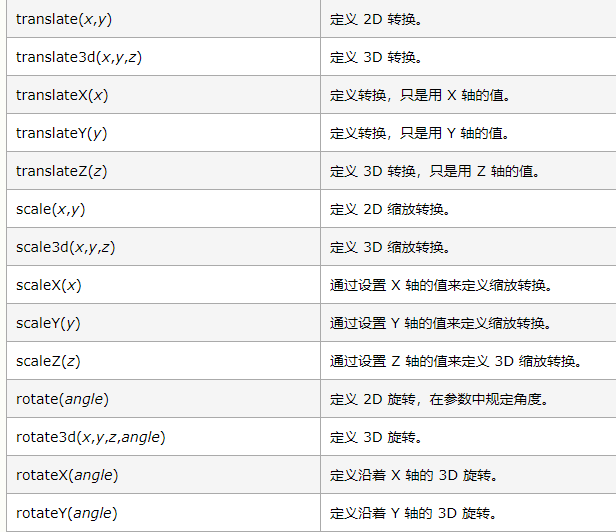 translate(x,y) 定义 2D 转换。
translate3d(x,y,z) 定义 3D 转换。
translateX(x) 定义转换，只是用 X 轴的值。
translateY(y) 定义转换，只是用 Y 轴的值。
translateZ(z) 定义 3D 转换，只是用 Z 轴的值。
scale(x,y) 定义 2D 缩放转换。
scale3d(x,y,z) 定义 3D 缩放转换。
scaleX(x) 通过设置 X 轴的值来定义缩放转换。
scaleY(y) 通过设置 Y 轴的值来定义缩放转换。
scaleZ(z) 通过设置 Z 轴的值来定义 3D 缩放转换。
rotate(angle) 定义 2D 旋转，在参数中规定角度。
rotate3d(x,y,z,angle) 定义 3D 旋转。
rotateX(angle) 定义沿着 X 轴的 3D 旋转。
rotateY(angle) 定义沿着 Y 轴的 3D 旋转。